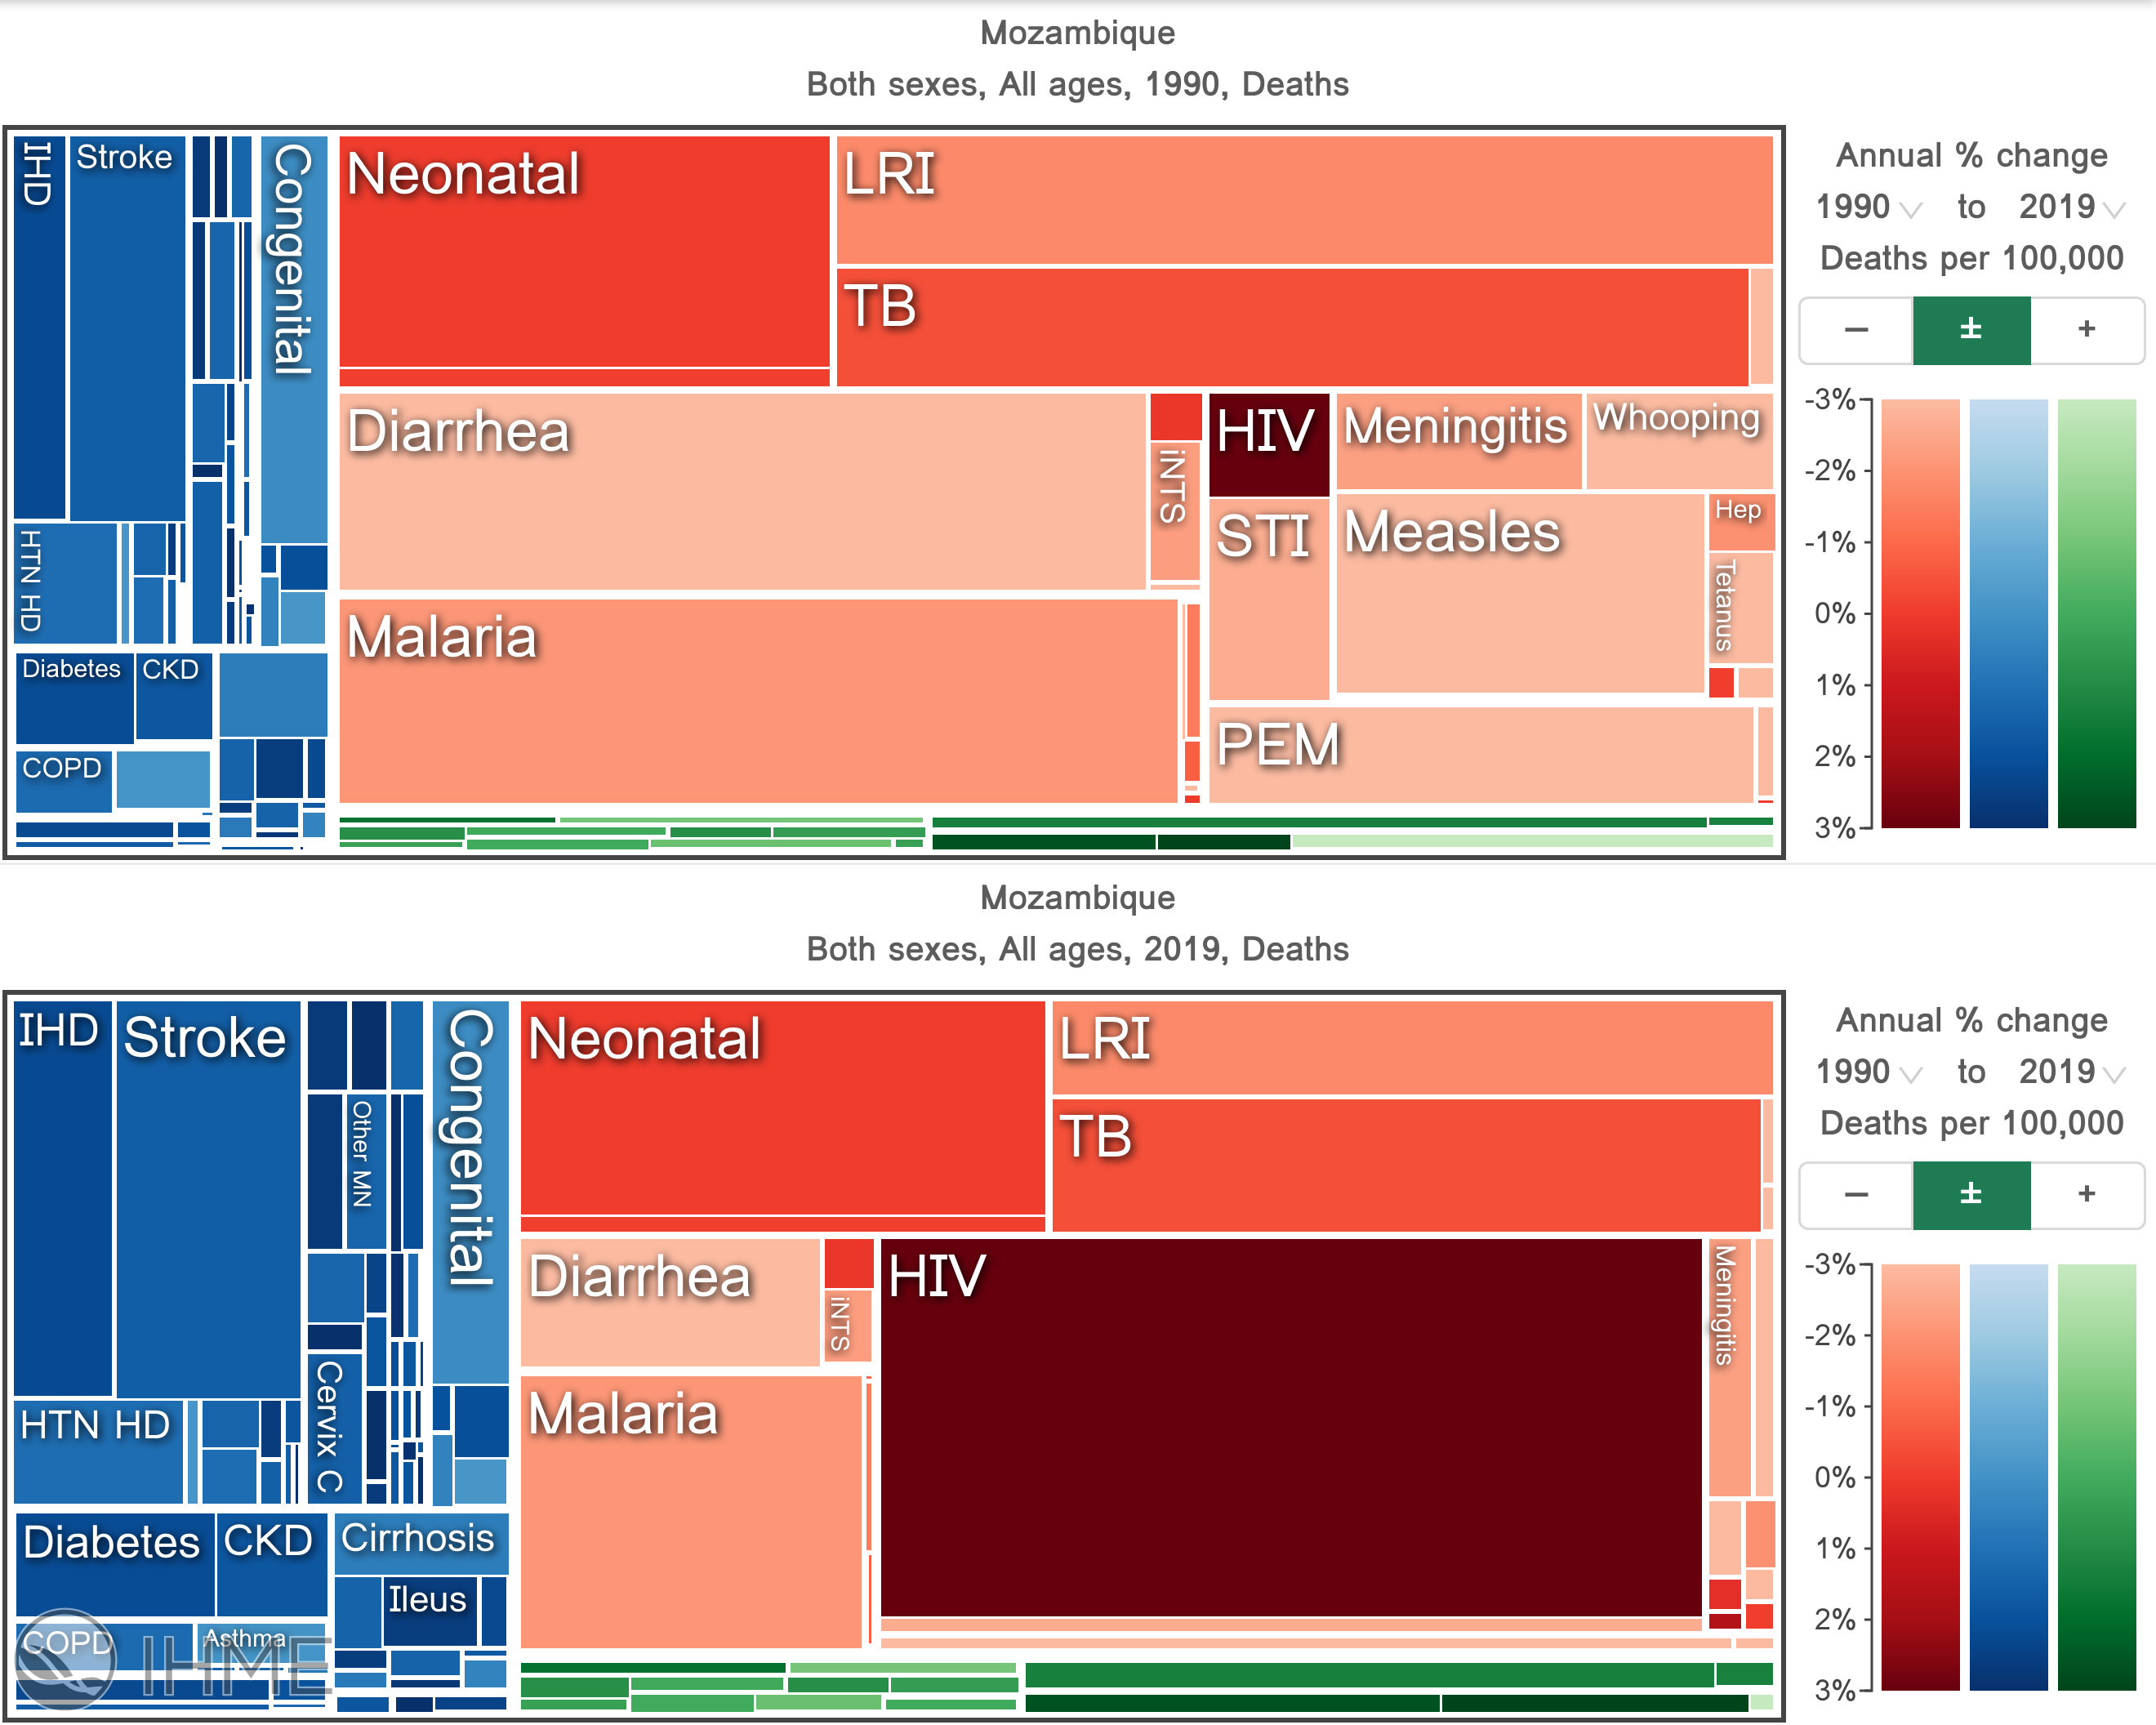 Mozambique
Both sexes, All ages, 1990, Deaths
IHD
Stroke
Congenital
Neonatal
LRI
TB
Diarrhea
iNTS
HIV
Meningitis
Whooping
STI
Measles
Hep
Tetanus
HTN HD
Malaria
Diabetes
CKD
PEM
COPD
Annual % change
1990 to 2019
Deaths per 100,000
— ± +
-3%
-2%
-1%
0%
1%
2%
3%
Mozambique
Both sexes, All ages, 2019, Deaths
IHD
Stroke
Other MN
Congenital
Neonatal
LRI
TB
Diarrhea
iNTS
HIV
Meningitis
Cervix C
HTN HD
Malaria
Diabetes
CKD
Cirrhosis
Ileus
COPD
Asthma
IHME
Annual % change
1990 to 2019
Deaths per 100,000
— ± +
-3%
-2%
-1%
0%
1%
2%
3%